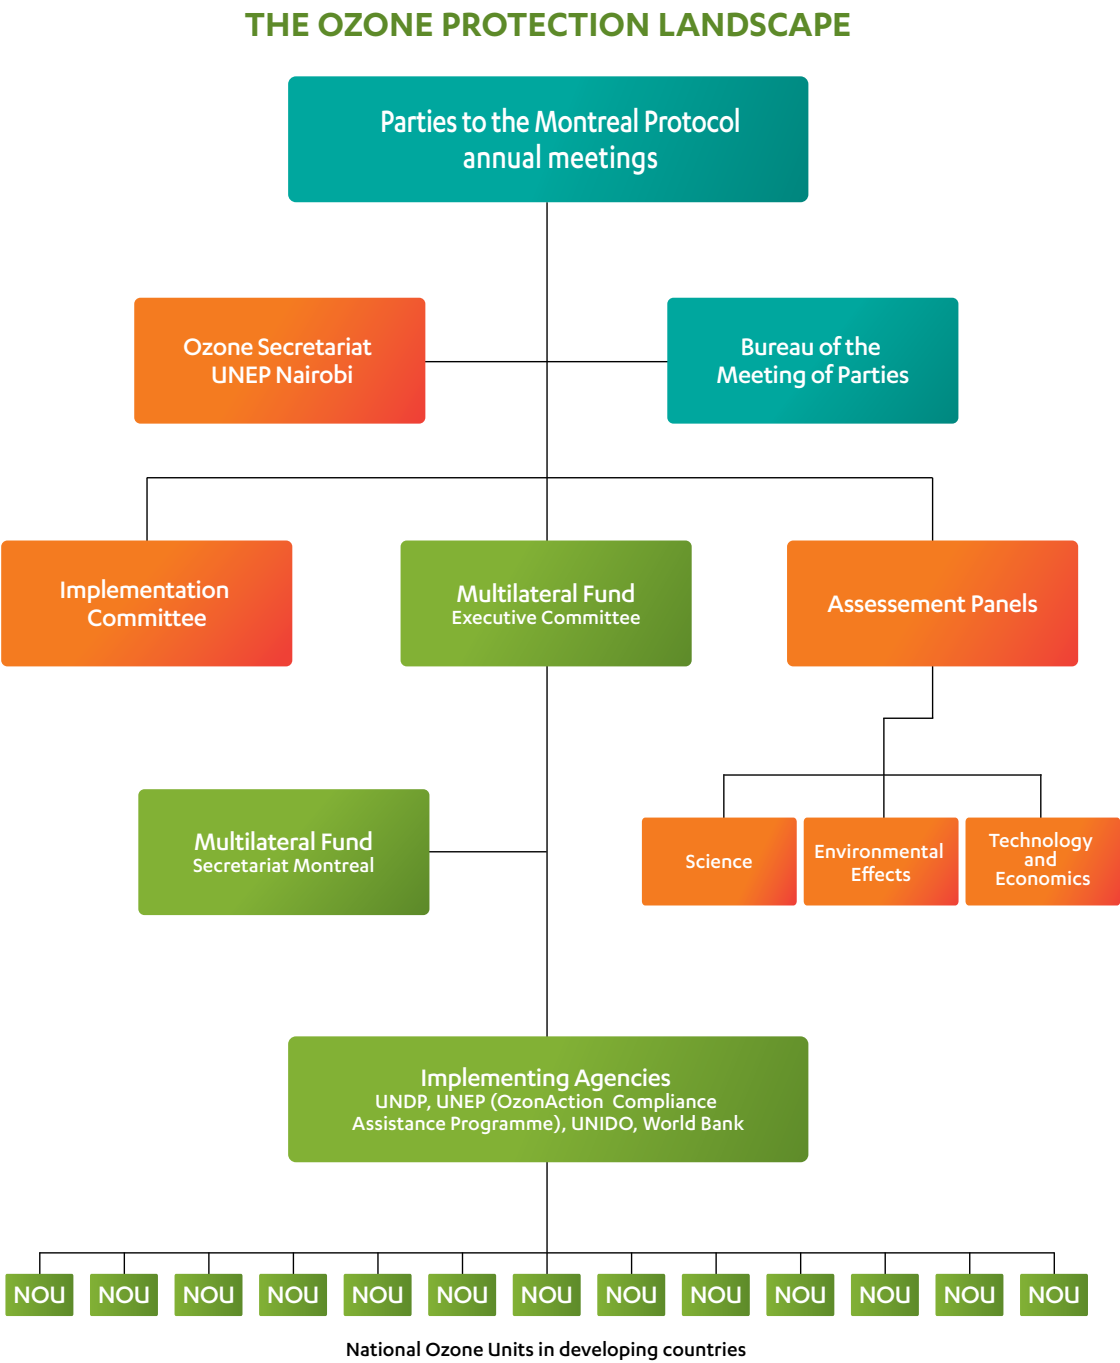 THE OZONE PROTECTION LANDSCAPE
Parties to the Montreal Protocol
annual meetings
Ozone Secretariat
UNEP Nairobi
Bureau of the
Meeting of Parties
Implementation
Committee
Multilateral Fund
Executive Committee
Assessement Panels
Multilateral Fund
Secretariat Montreal
Science
Environmental
Effects
Technology
and
Economics
Implementing Agencies
UNDP, UNEP (OzonAction Compliance
Assistance Programme), UNIDO, World Bank
NOU NOU NOU NOU NOU NOU NOU NOU NOU NOU NOU NOU NOU
National Ozone Units in developing countries